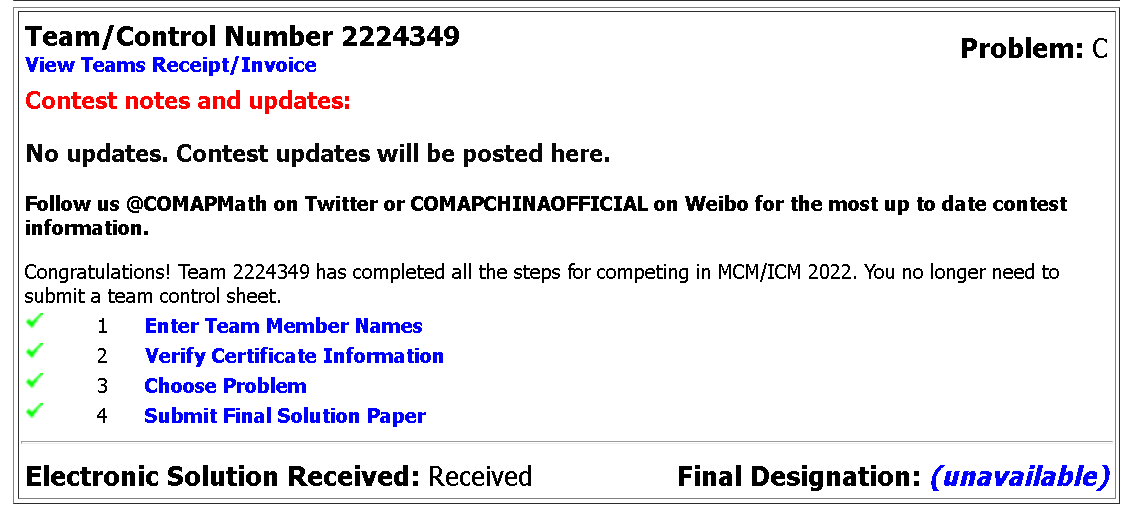 Team/Control Number 2224349
Problem: C
View Teams Receipt/Invoice
Contest notes and updates:
No updates. Contest updates will be posted here.
Follow us @COMAPMath on Twitter or COMAPCHINAOFFICIAL on Weibo for the most up to date contest
information.
Congratulations! Team 2224349 has completed all the steps for competing in MCM/ICM 2022. You no longer need to
submit a team control sheet.
1 Enter Team Member Names
2 Verify Certificate Information
3 Choose Problem
4 Submit Final Solution Paper
Electronic Solution Received: Received
Final Designation: (unavailable)